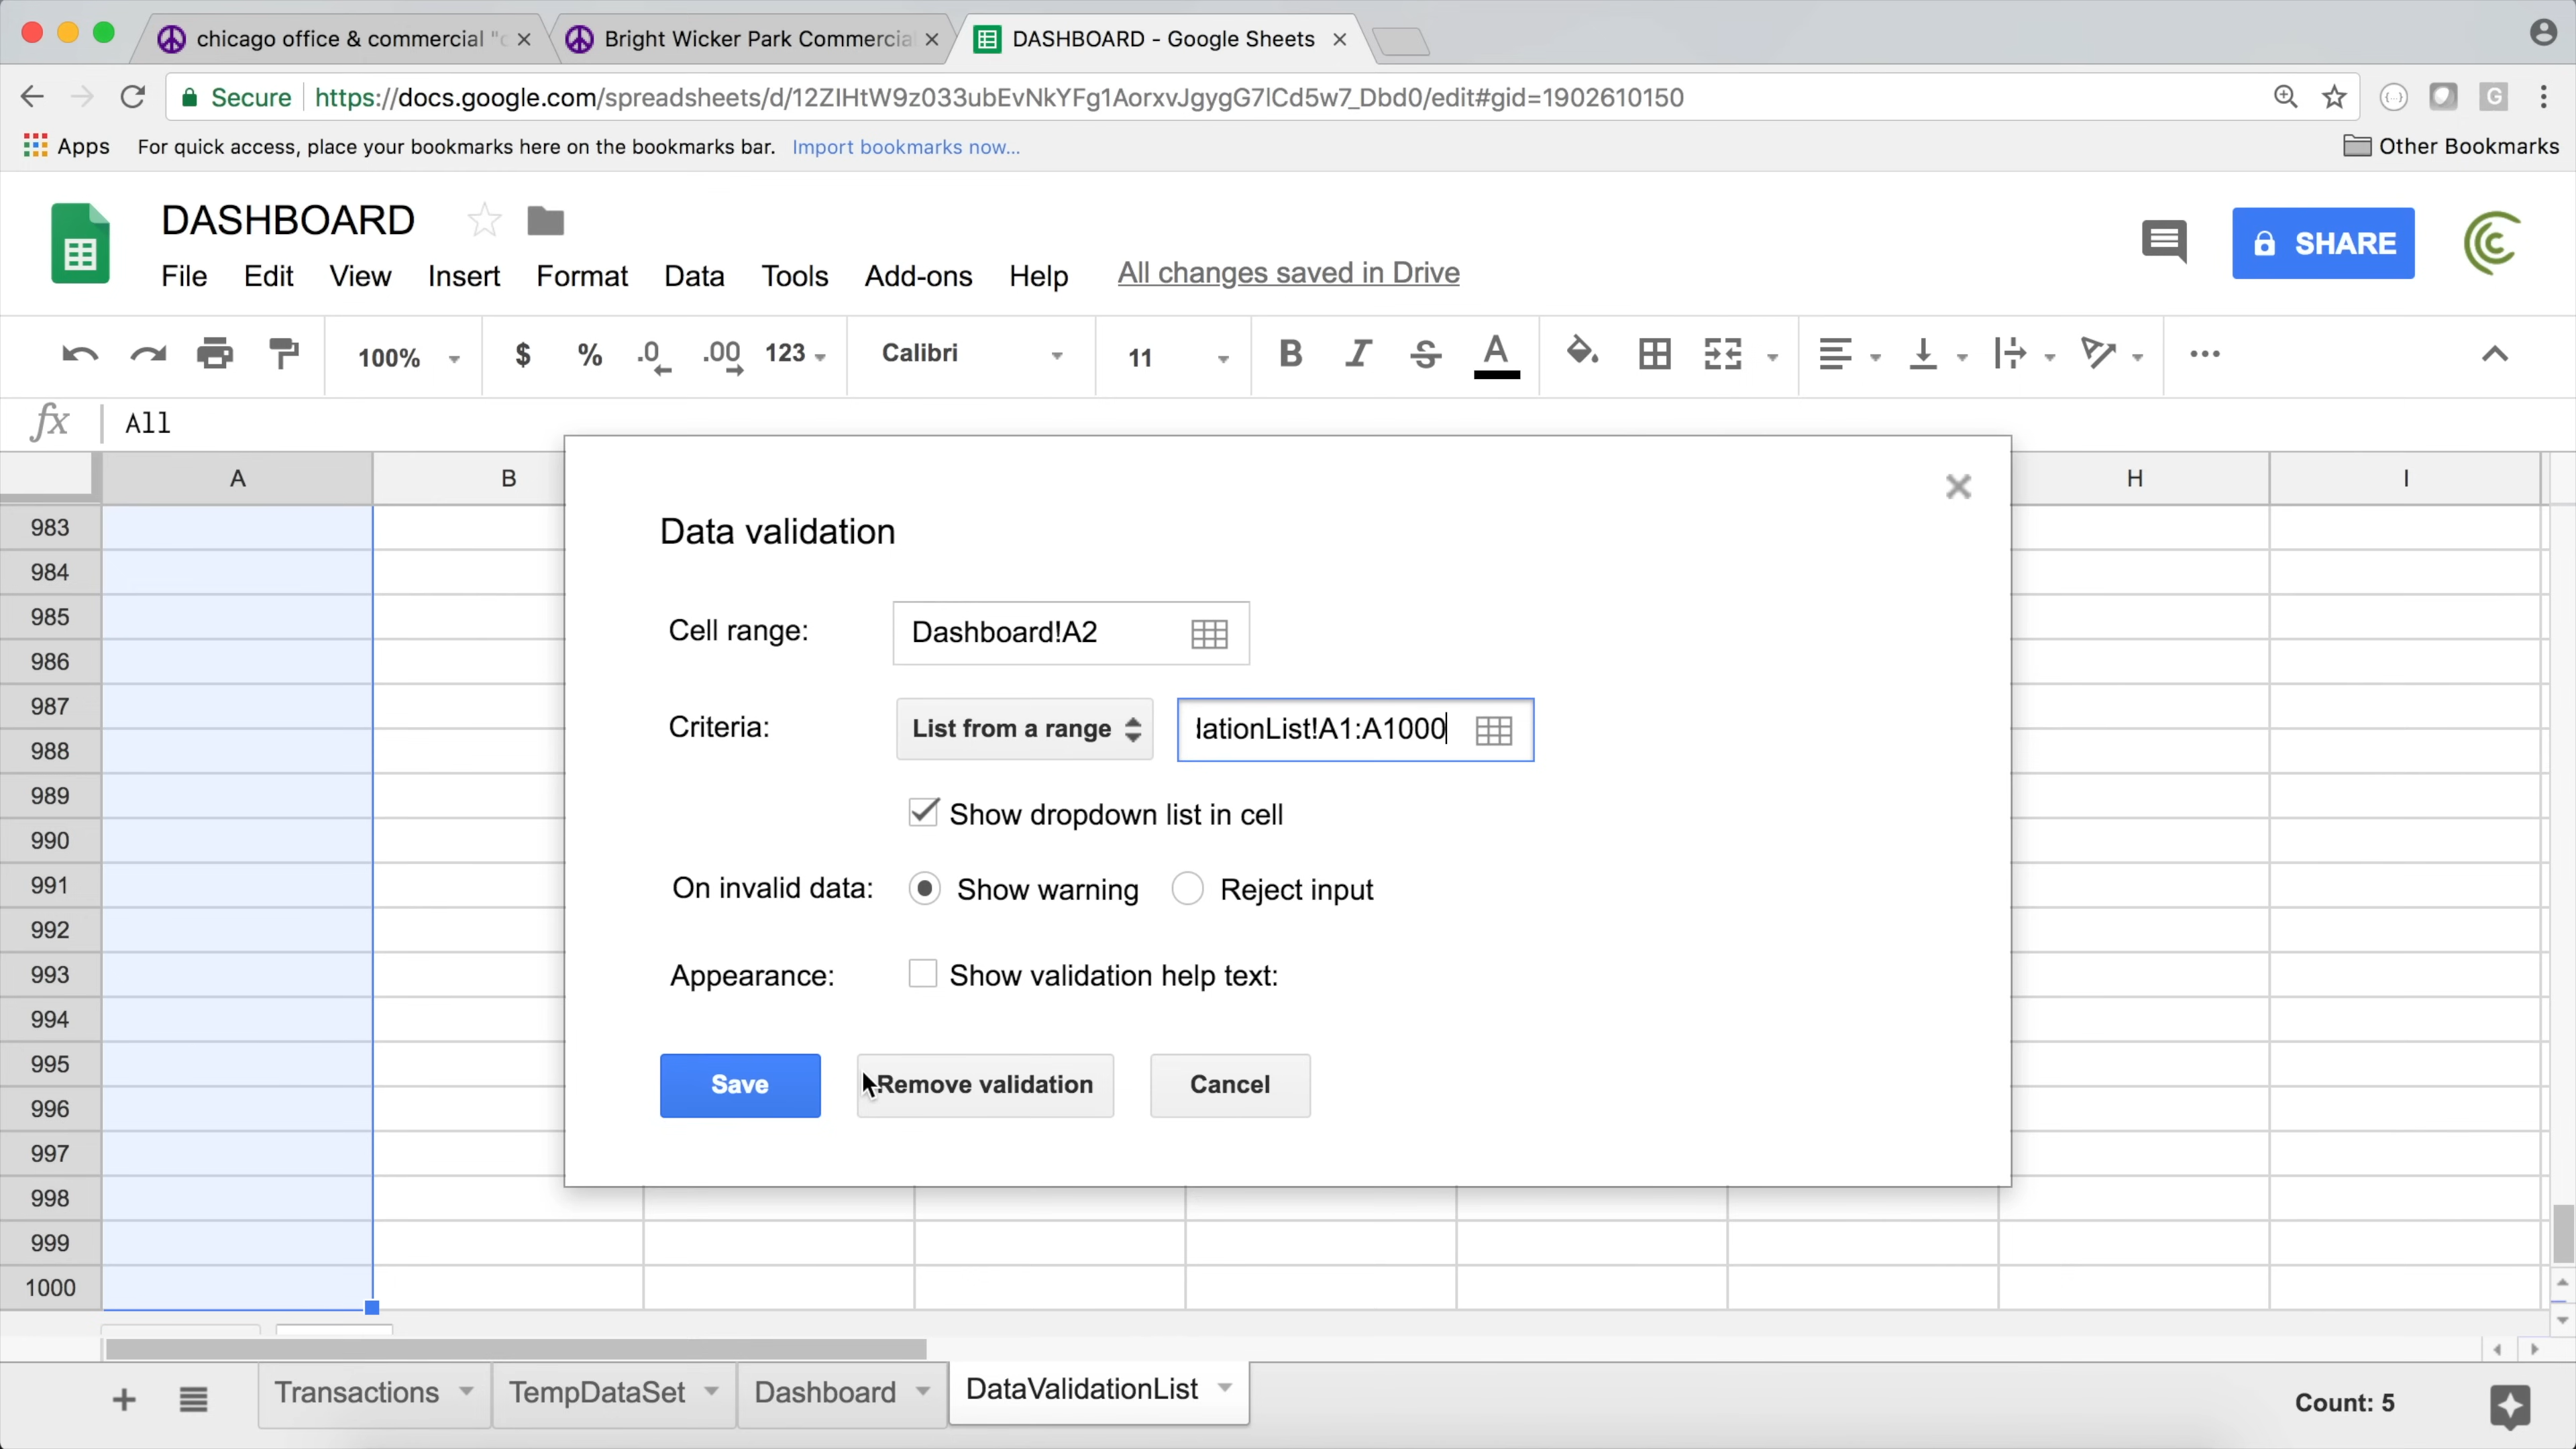 chicago office & commercial "c
Bright Wicker Park Commercial
DASHBOARD - Google Sheets
Secure https://docs.google.com/spreadsheets/d/12ZIHtW9z033ubEvNkYFg1AorxvJgygG7lCd5w7_Dbd0/edit#gid=1902610150
Apps For quick access, place your bookmarks here on the bookmarks bar. Import bookmarks now... Other Bookmarks
DASHBOARD
SHARE
File Edit View Insert Format Data Tools Add-ons Help All changes saved in Drive
100% $ % .0 .00 123 Calibri 11 B I S A
fx All
A B H I
Data validation
Cell range: Dashboard!A2
Criteria: List from a range lationList!A1:A1000
Show dropdown list in cell
On invalid data: Show warning Reject input
Appearance: Show validation help text:
Save Remove validation Cancel
983
984
985
986
987
988
989
990
991
992
993
994
995
996
997
998
999
1000
Transactions TempDataSet Dashboard DataValidationList Count: 5